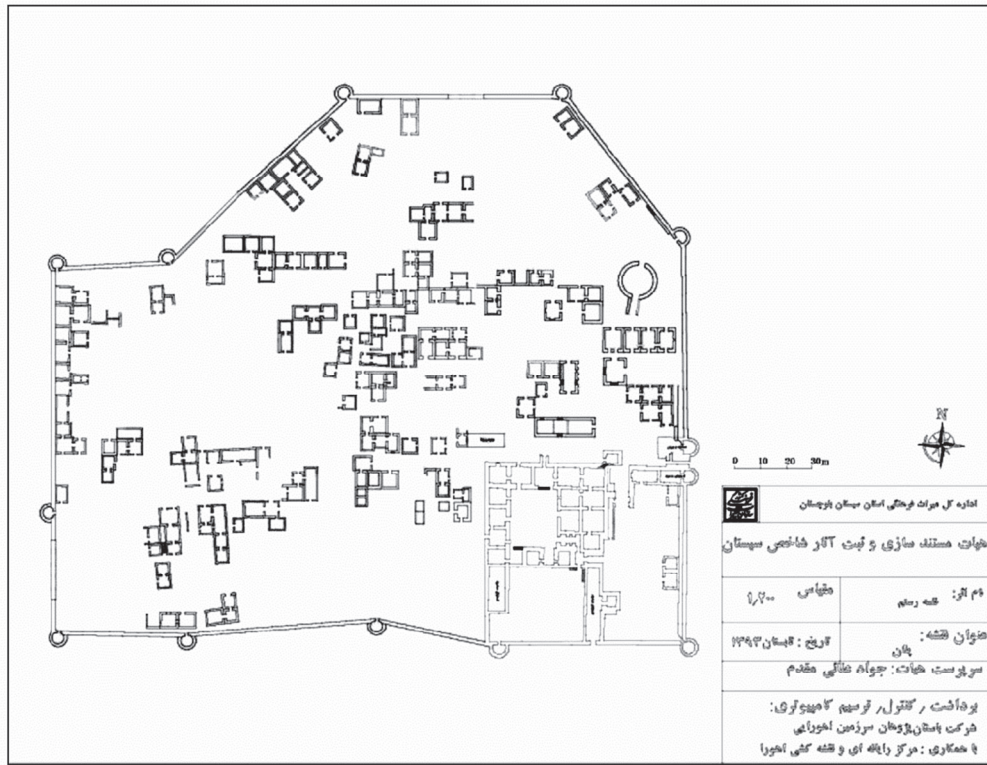 N
0 10 20 30m
اداره کل میراث فرهنگی استان سیستان بلوچستان
هیات مستند سازی و ثبت آثار شاخص سیستان
نام اثر: قلعه رستم
مقیاس ۱/۲۰۰
عنوان نقشه: پلان
تاریخ: تابستان ۱۳۹۳
سرپرست هیات: جواد علائی مقدم
برداشت / کنترل / ترسیم کامپیوتری:
شرکت باستان پژوهان سرزمین اهورایی
با همکاری: مرکز رایانه ای و نقشه کشی اهورا